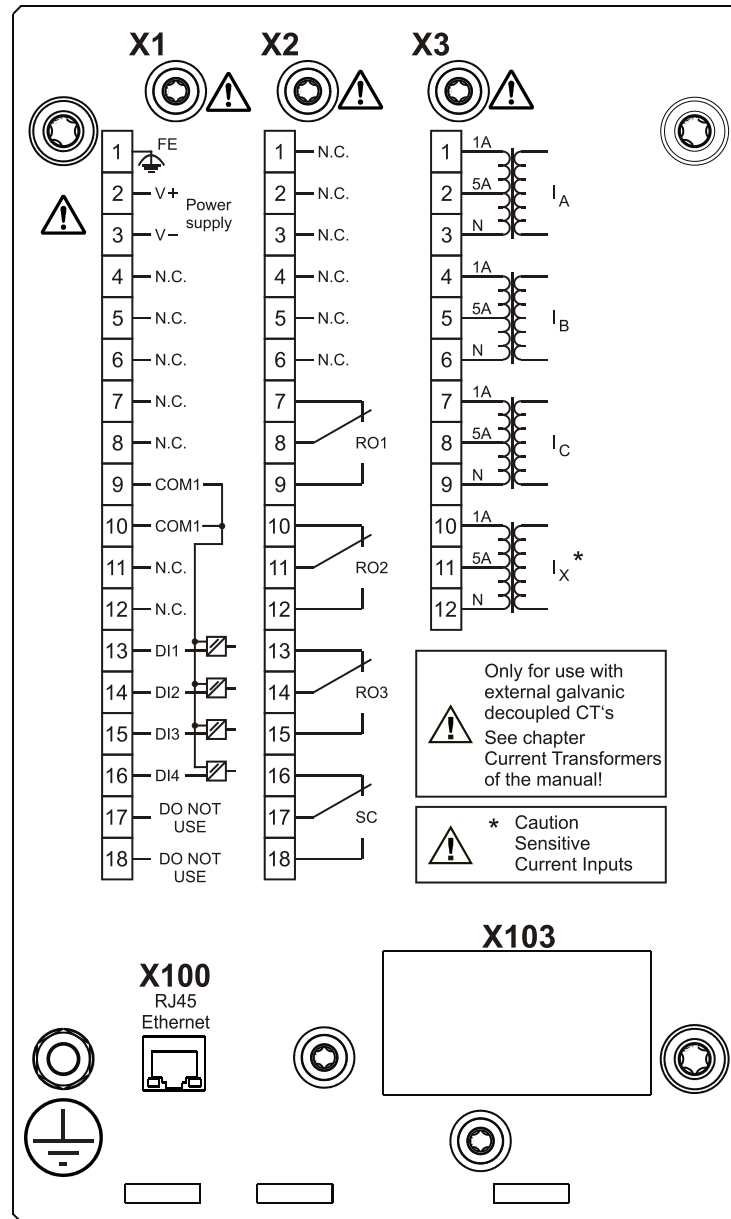 X1 X2 X3
1 FE
2 V+
Power
supply
3 V−
4 N.C.
5 N.C.
6 N.C.
7 N.C.
8 N.C.
9 COM1
10 COM1
11 N.C.
12 N.C.
13 DI1
14 DI2
15 DI3
16 DI4
17 DO NOT
USE
18 DO NOT
USE
1 N.C.
2 N.C.
3 N.C.
4 N.C.
5 N.C.
6 N.C.
7
8 RO1
9
10
11 RO2
12
13
14 RO3
15
16
17 SC
18
1 1A
2 5A IA
3 N
4 1A
5 5A IB
6 N
7 1A
8 5A IC
9 N
10 1A
11 5A IX*
12 N
Only for use with
external galvanic
decoupled CT‘s
See chapter
Current Transformers
of the manual!
* Caution
Sensitive
Current Inputs
X100
RJ45
Ethernet
X103